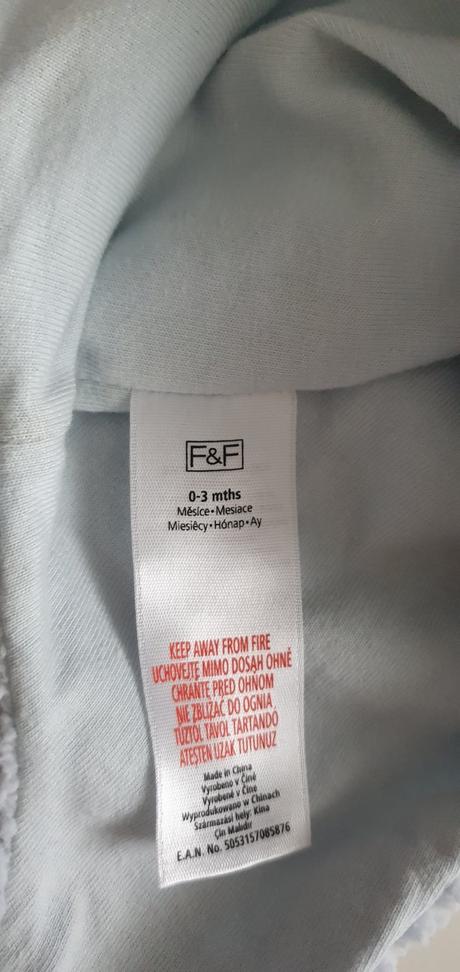 F&F
0-3 mths
Měsíce•Mesiace
Miesięcy•Hónap•Ay
KEEP AWAY FROM FIRE
UCHOVEJTE MIMO DOSAH OHNĚ
CHRÁŇTE PRED OHŇOM
NIE ZBLIŻAĆ DO OGNIA
TŰZTŐL TÁVOL TARTANDÓ
ATEŞTEN UZAK TUTUNUZ
Made in China
Vyrobeno v Číně
Vyrobené v Číne
Wyprodukowano w Chinach
Származási hely: Kína
Çin Malıdır
E.A.N. No. 5053157085876